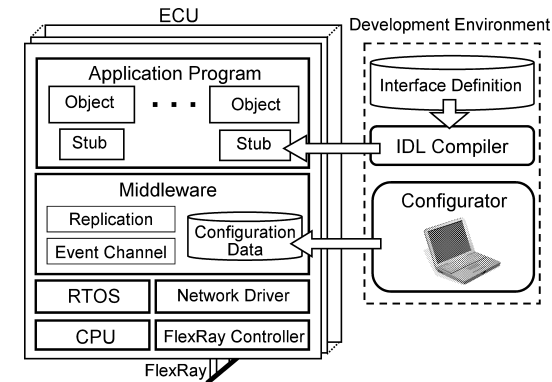 ECU
Application Program
Object
Object
Stub
Stub
Middleware
Replication
Event Channel
Configuration
Data
RTOS
Network Driver
CPU
FlexRay Controller
FlexRay
Development Environment
Interface Definition
IDL Compiler
Configurator